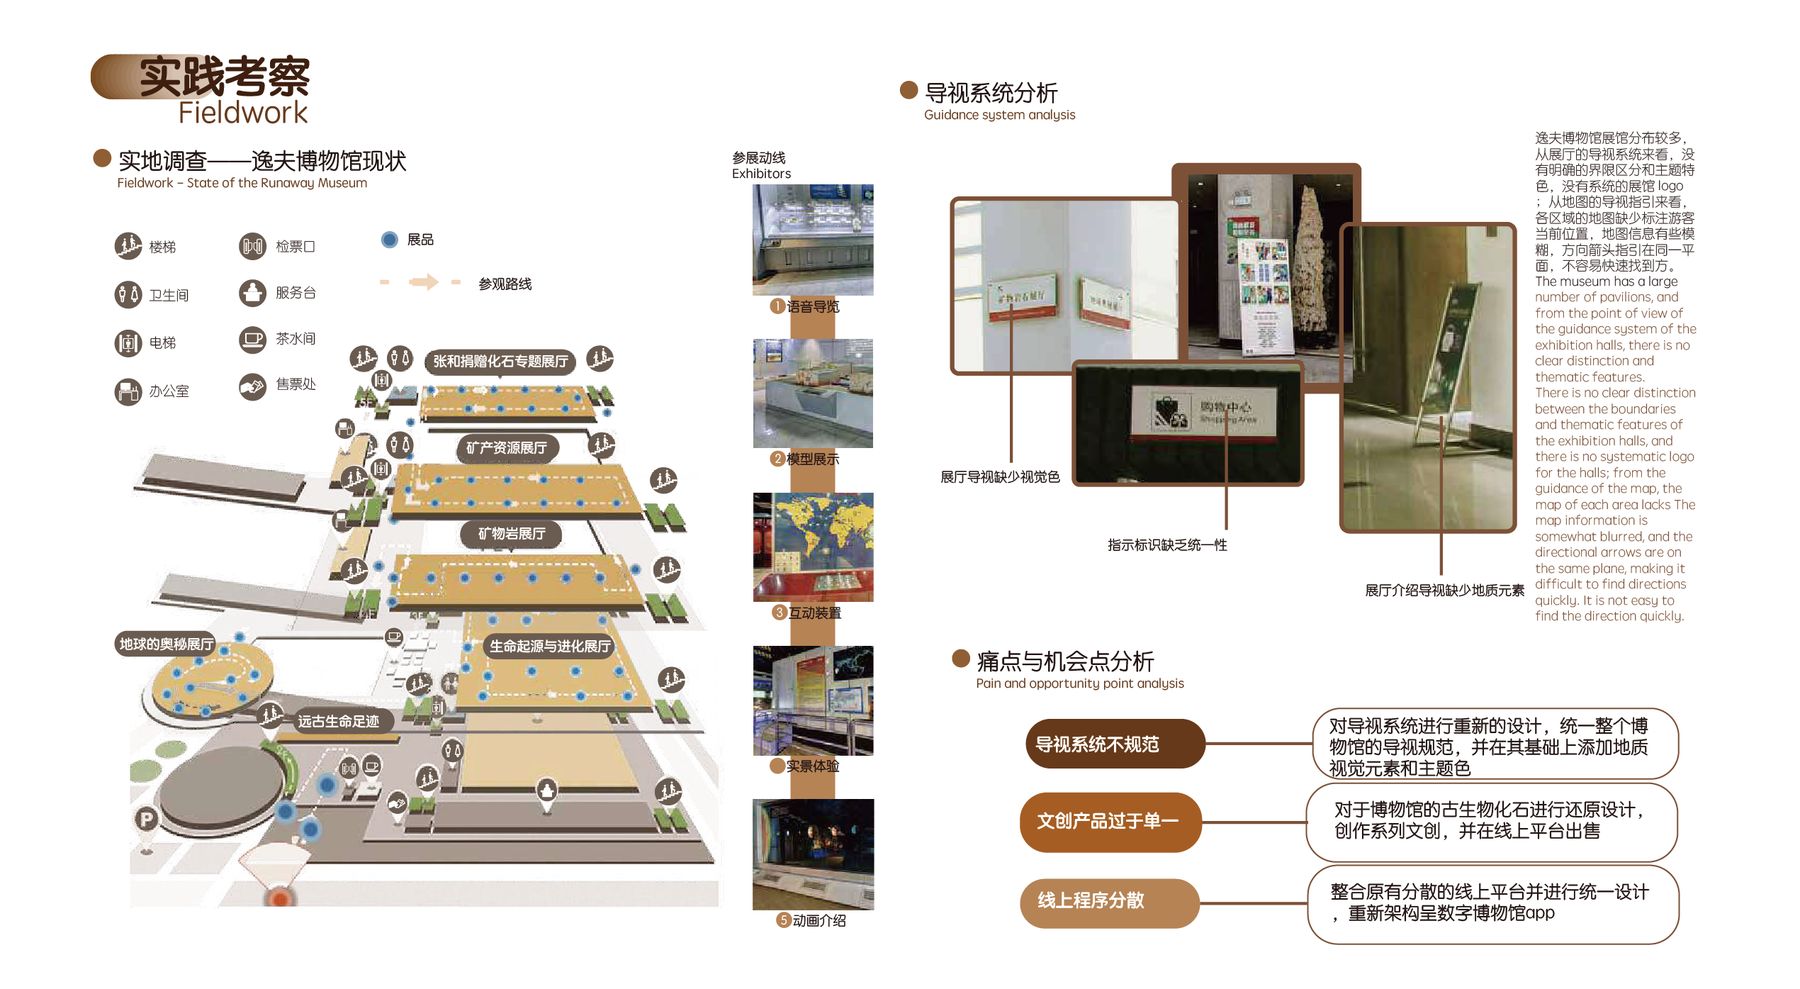 实践考察
Fieldwork
实地调查——逸夫博物馆现状
Fieldwork – State of the Runaway Museum
楼梯
检票口
展品
卫生间
服务台
参观路线
电梯
茶水间
办公室
售票处
张和捐赠化石专题展厅
矿产资源展厅
矿物岩展厅
地球的奥秘展厅
生命起源与进化展厅
远古生命足迹
P
参展动线
Exhibitors
1 语音导览
2 模型展示
3 互动装置
实景体验
5 动画介绍
导视系统分析
Guidance system analysis
矿物岩石展厅
购物中心
Shopping Area
展厅导视缺少视觉色
指示标识缺乏统一性
展厅介绍导视缺少地质元素
逸夫博物馆展馆分布较多，
从展厅的导视系统来看，没
有明确的界限区分和主题特
色，没有系统的展馆 logo
；从地图的导视指引来看，
各区域的地图缺少标注游客
当前位置，地图信息有些模
糊，方向箭头指引在同一平
面，不容易快速找到方。
The museum has a large
number of pavilions, and
from the point of view of
the guidance system of the
exhibition halls, there is no
clear distinction and
thematic features.
There is no clear distinction
between the boundaries
and thematic features of
the exhibition halls, and
there is no systematic logo
for the halls; from the
guidance of the map, the
map of each area lacks The
map information is
somewhat blurred, and the
directional arrows are on
the same plane, making it
difficult to find directions
quickly. It is not easy to
find the direction quickly.
痛点与机会点分析
Pain and opportunity point analysis
导视系统不规范
对导视系统进行重新的设计，统一整个博
物馆的导视规范，并在其基础上添加地质
视觉元素和主题色
文创产品过于单一
对于博物馆的古生物化石进行还原设计，
创作系列文创，并在线上平台出售
线上程序分散
整合原有分散的线上平台并进行统一设计
，重新架构呈数字博物馆app